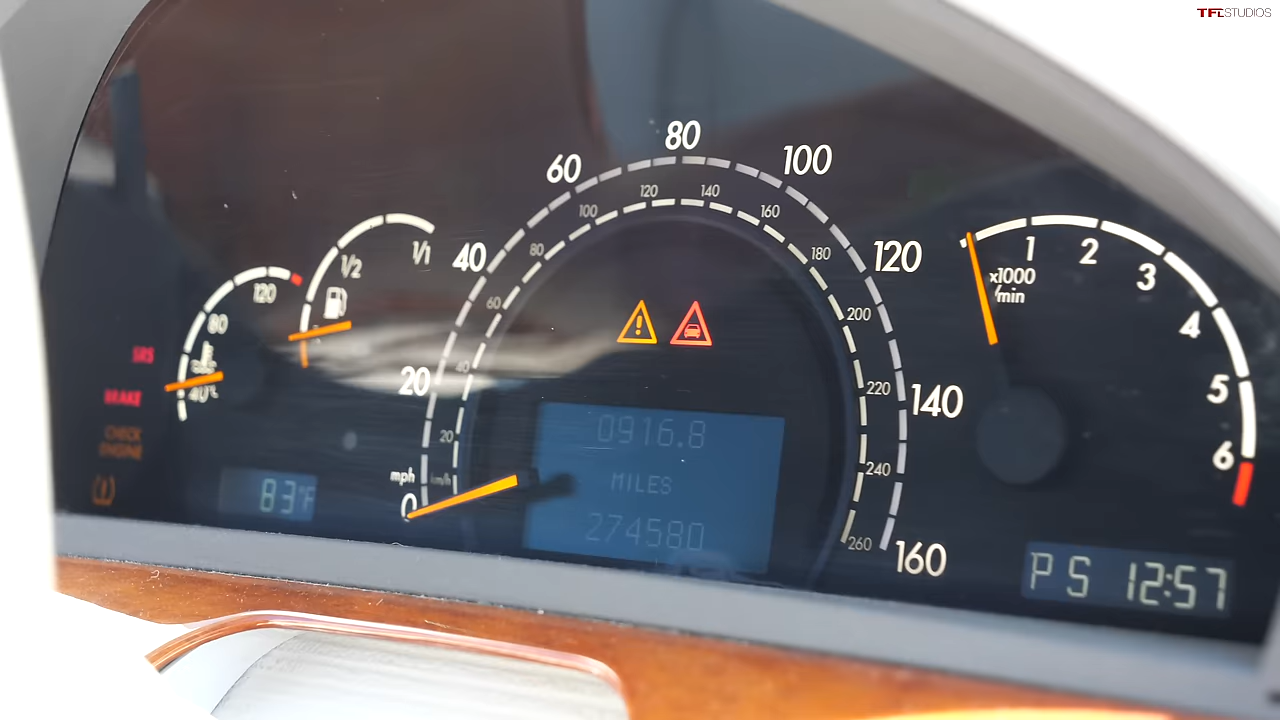 TFLSTUDIOS
80
60
100
120
140
100
160
1/1
40
120
1/2
80
180
1
2
x1000
/min
3
120
60
200
4
80
20
40
220
140
5
40°C
SRS
BRAKE
CHECK
ENGINE
20
0916.8
240
6
mph
km/h
MILES
83°F
0
274580
260
160
P S 12:57